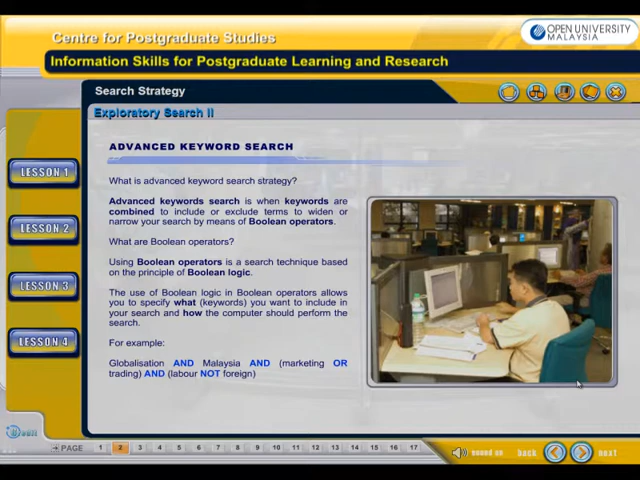 OPEN UNIVERSITY
MALAYSIA
Centre for Postgraduate Studies
Information Skills for Postgraduate Learning and Research
Search Strategy
Exploratory Search II
ADVANCED KEYWORD SEARCH
What is advanced keyword search strategy?
Advanced keywords search is when keywords are
combined to include or exclude terms to widen or
narrow your search by means of Boolean operators.
What are Boolean operators?
Using Boolean operators is a search technique based
on the principle of Boolean logic.
The use of Boolean logic in Boolean operators allows
you to specify what (keywords) you want to include in
your search and how the computer should perform the
search.
For example:
Globalisation AND Malaysia AND (marketing OR
trading) AND (labour NOT foreign)
LESSON 1
LESSON 2
LESSON 3
LESSON 4
PAGE 1 2 3 4 5 6 7 8 9 10 11 12 13 14 15 16 17
sound on back next